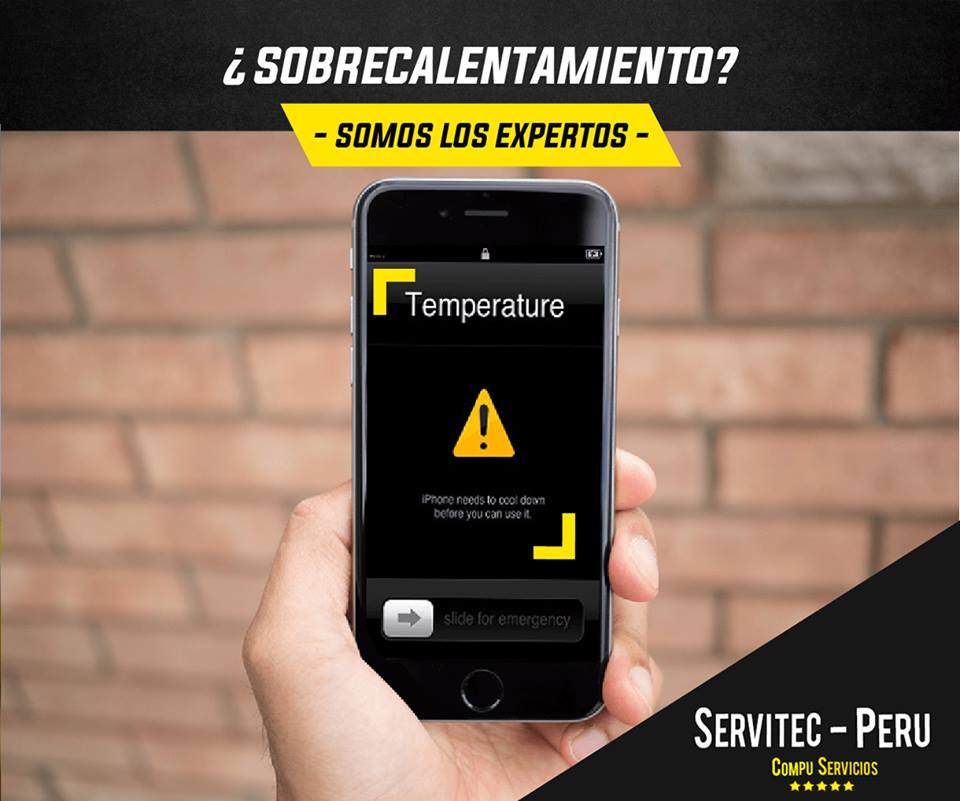 ¿SOBRECALENTAMIENTO?
- SOMOS LOS EXPERTOS -
Temperature
iPhone needs to cool down
before you can use it.
slide for emergency
SERVITEC - PERU
COMPU SERVICIOS